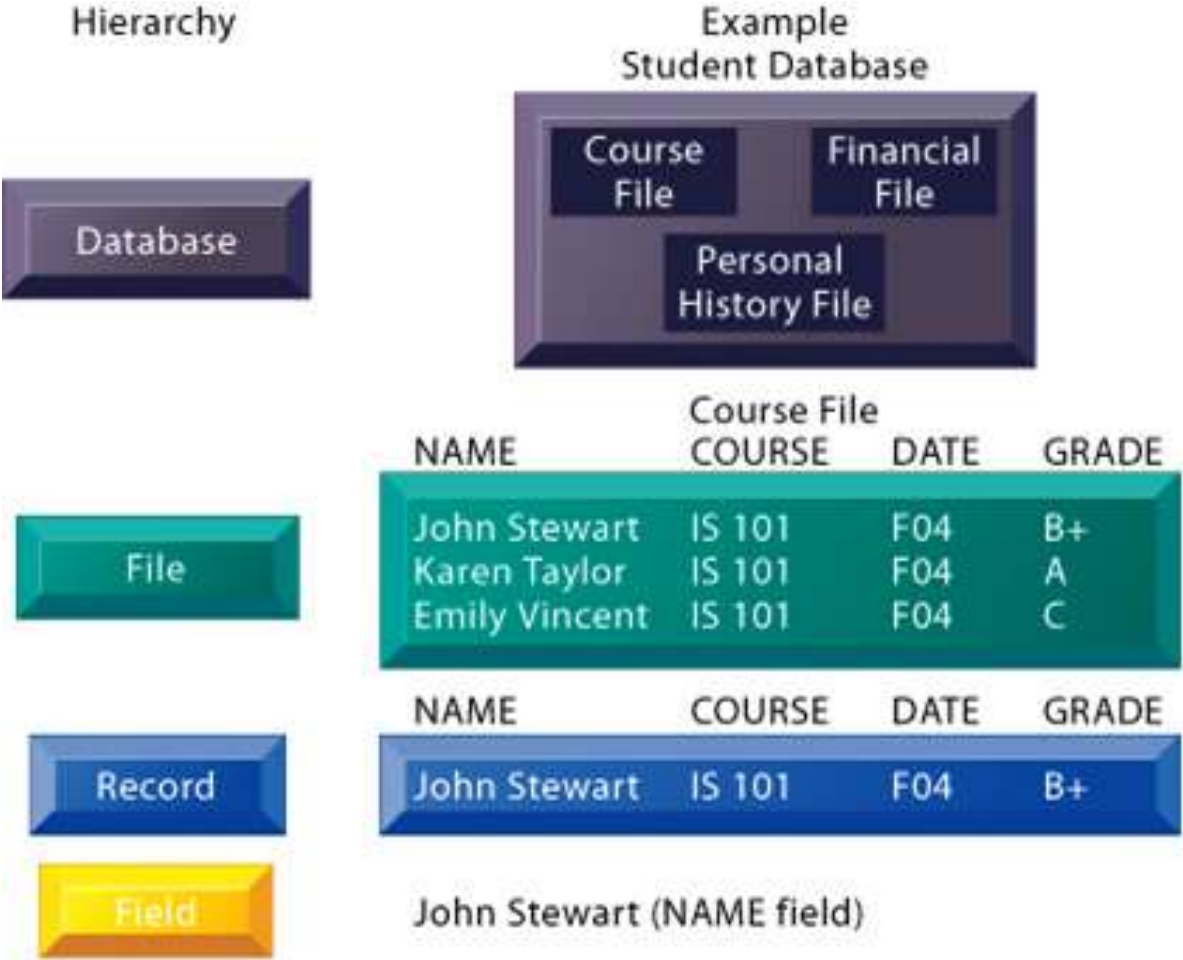 Hierarchy
Example
Student Database
Database
Course
File
Financial
File
Personal
History File
Course File
NAME COURSE DATE GRADE
File
John Stewart IS 101 F04 B+
Karen Taylor IS 101 F04 A
Emily Vincent IS 101 F04 C
NAME COURSE DATE GRADE
Record
John Stewart IS 101 F04 B+
Field
John Stewart (NAME field)